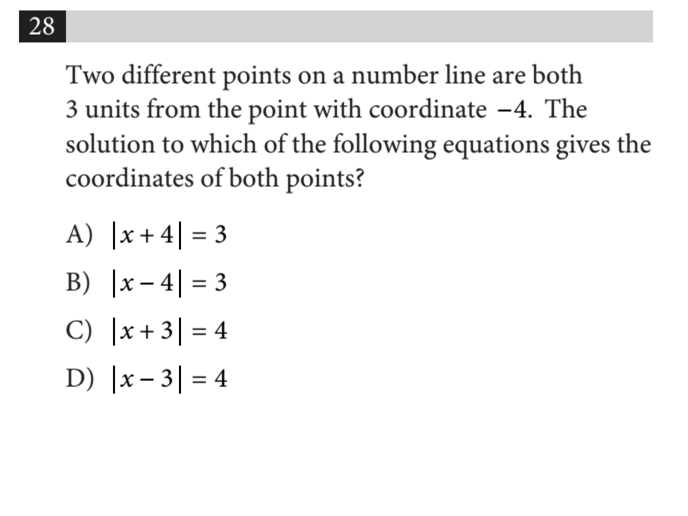 28
Two different points on a number line are both
3 units from the point with coordinate −4. The
solution to which of the following equations gives the
coordinates of both points?
A) |x + 4| = 3
B) |x − 4| = 3
C) |x + 3| = 4
D) |x − 3| = 4